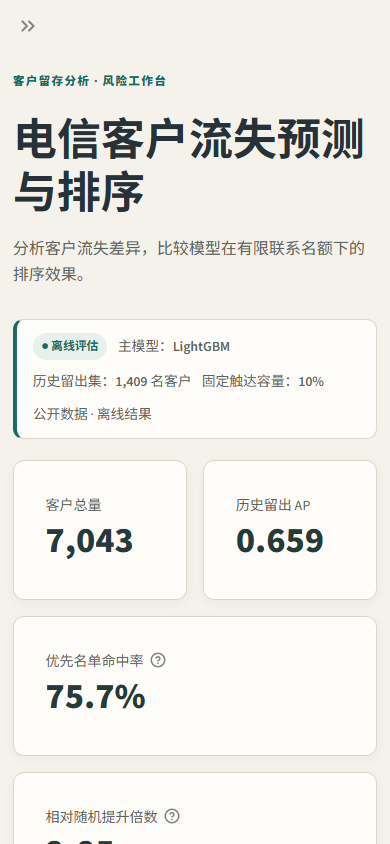 客户留存分析 · 风险工作台
电信客户流失预测
与排序
分析客户流失差异，比较模型在有限联系名额下的
排序效果。
离线评估 主模型：LightGBM
历史留出集：1,409 名客户 固定触达容量：10%
公开数据 · 离线结果
客户总量
7,043
历史留出 AP
0.659
优先名单命中率
75.7%
相对随机提升倍数